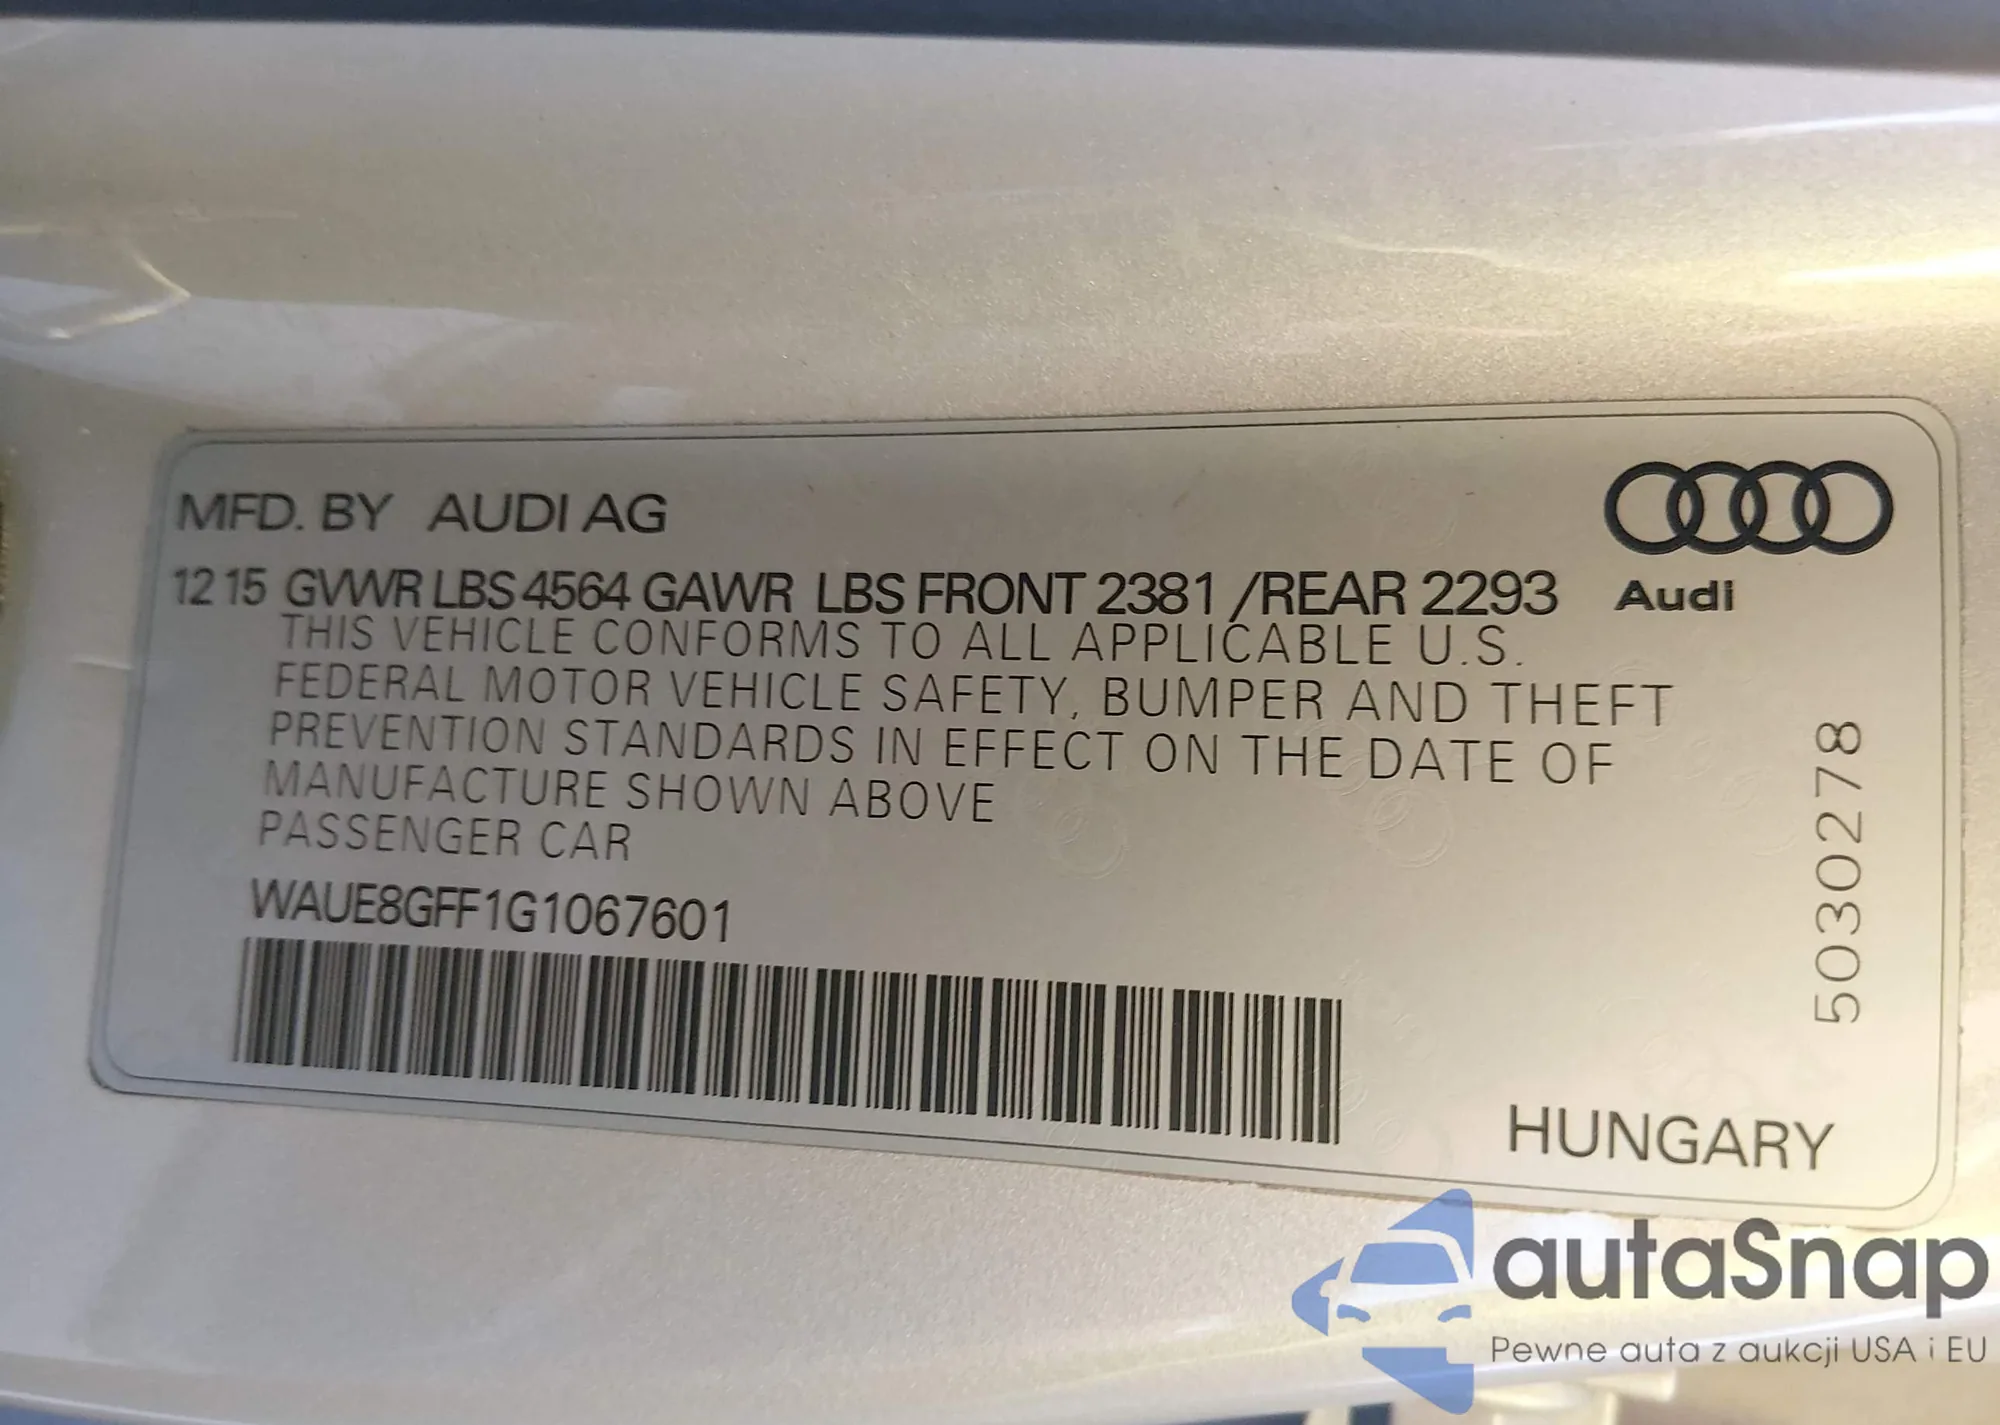 MFD. BY AUDI AG
12 15 GVWR LBS 4564 GAWR LBS FRONT 2381 /REAR 2293
Audi
THIS VEHICLE CONFORMS TO ALL APPLICABLE U.S.
FEDERAL MOTOR VEHICLE SAFETY, BUMPER AND THEFT
PREVENTION STANDARDS IN EFFECT ON THE DATE OF
MANUFACTURE SHOWN ABOVE
PASSENGER CAR
WAUE8GFF1G1067601
5030278
HUNGARY
autaSnap
Pewne auta z aukcji USA i EU